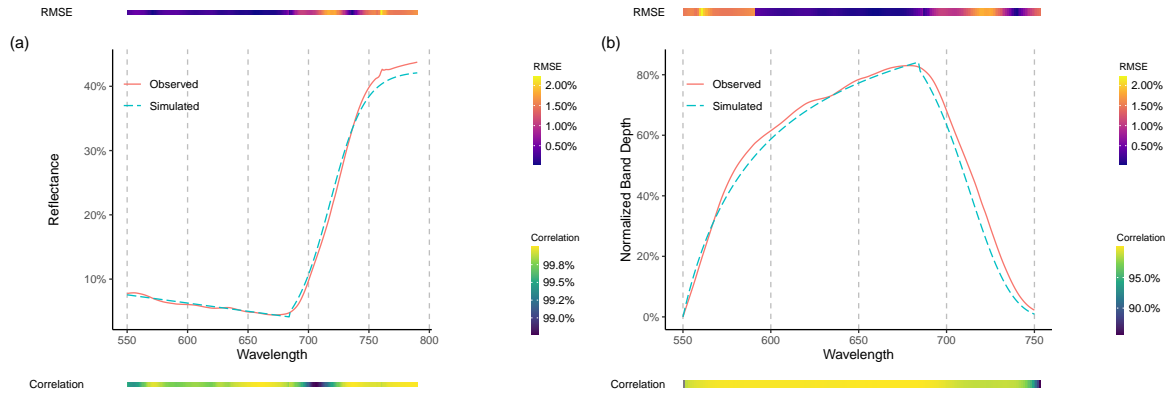 RMSE
(a)
Observed
Simulated
40%
30%
20%
10%
Reflectance
550
600
650
700
750
800
Wavelength
Correlation
RMSE
2.00%
1.50%
1.00%
0.50%
Correlation
99.8%
99.5%
99.2%
99.0%
RMSE
(b)
Observed
Simulated
80%
60%
40%
20%
0%
Normalized Band Depth
550
600
650
700
750
Wavelength
Correlation
RMSE
2.00%
1.50%
1.00%
0.50%
Correlation
95.0%
90.0%